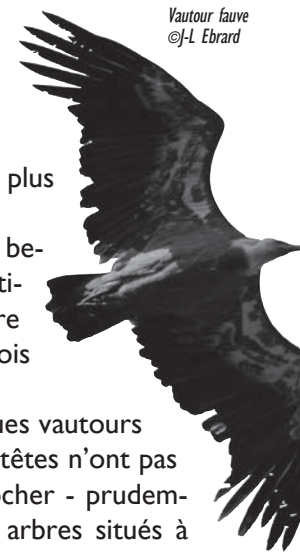 Vautour fauve
©J-L Ebrard
plus
be-
ti-
re
ois
ues vautours
têtes n'ont pas
ocher - prudem-
arbres situés à